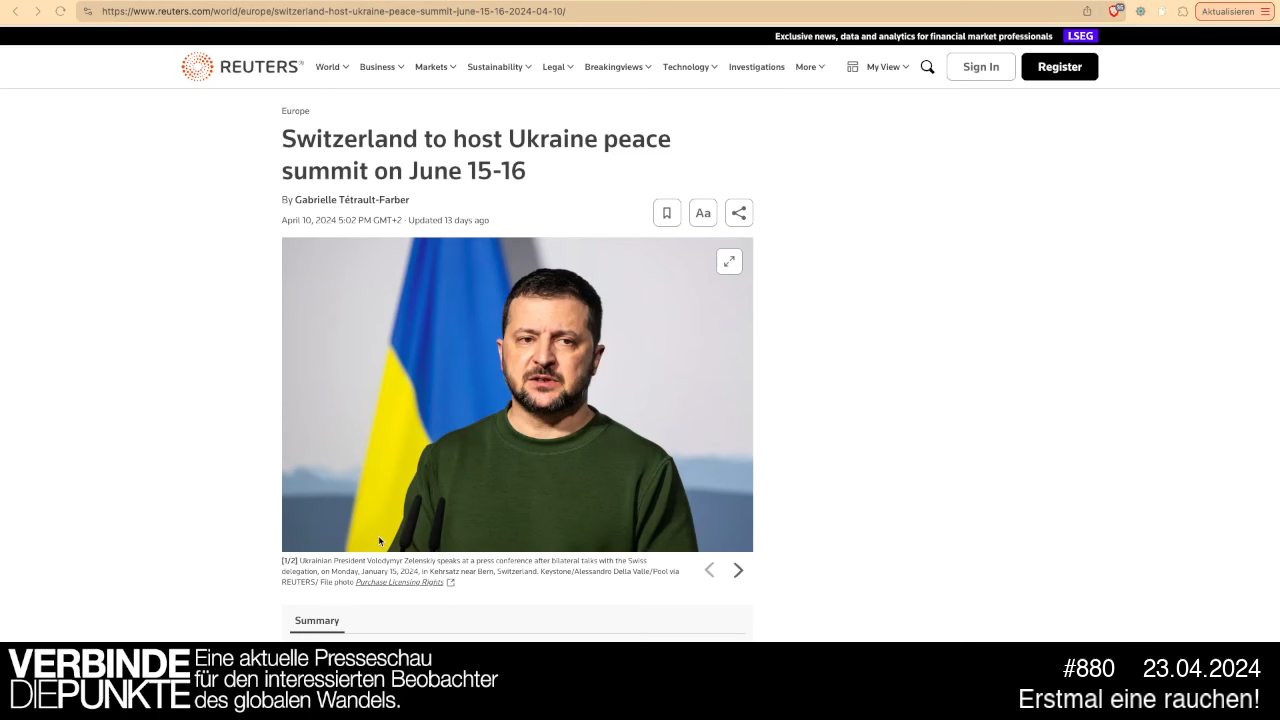 https://www.reuters.com/world/europe/switzerland-host-ukraine-peace-summit-june-15-16-2024-04-10/
Aktualisieren
Exclusive news, data and analytics for financial market professionals LSEG
REUTERS® World Business Markets Sustainability Legal Breakingviews Technology Investigations More My View Sign In Register
Europe
Switzerland to host Ukraine peace
summit on June 15-16
By Gabrielle Tétrault-Farber
April 10, 2024 5:02 PM GMT+2 · Updated 13 days ago
Aa
[1/2] Ukrainian President Volodymyr Zelenskiy speaks at a press conference after bilateral talks with the Swiss
delegation, on Monday, January 15, 2024, in Kehrsatz near Bern, Switzerland. Keystone/Alessandro Della Valle/Pool via
REUTERS/ File photo Purchase Licensing Rights
Summary
VERBINDE
DIEPUNKTE
Eine aktuelle Presseschau
für den interessierten Beobachter
des globalen Wandels.
#880 23.04.2024
Erstmal eine rauchen!